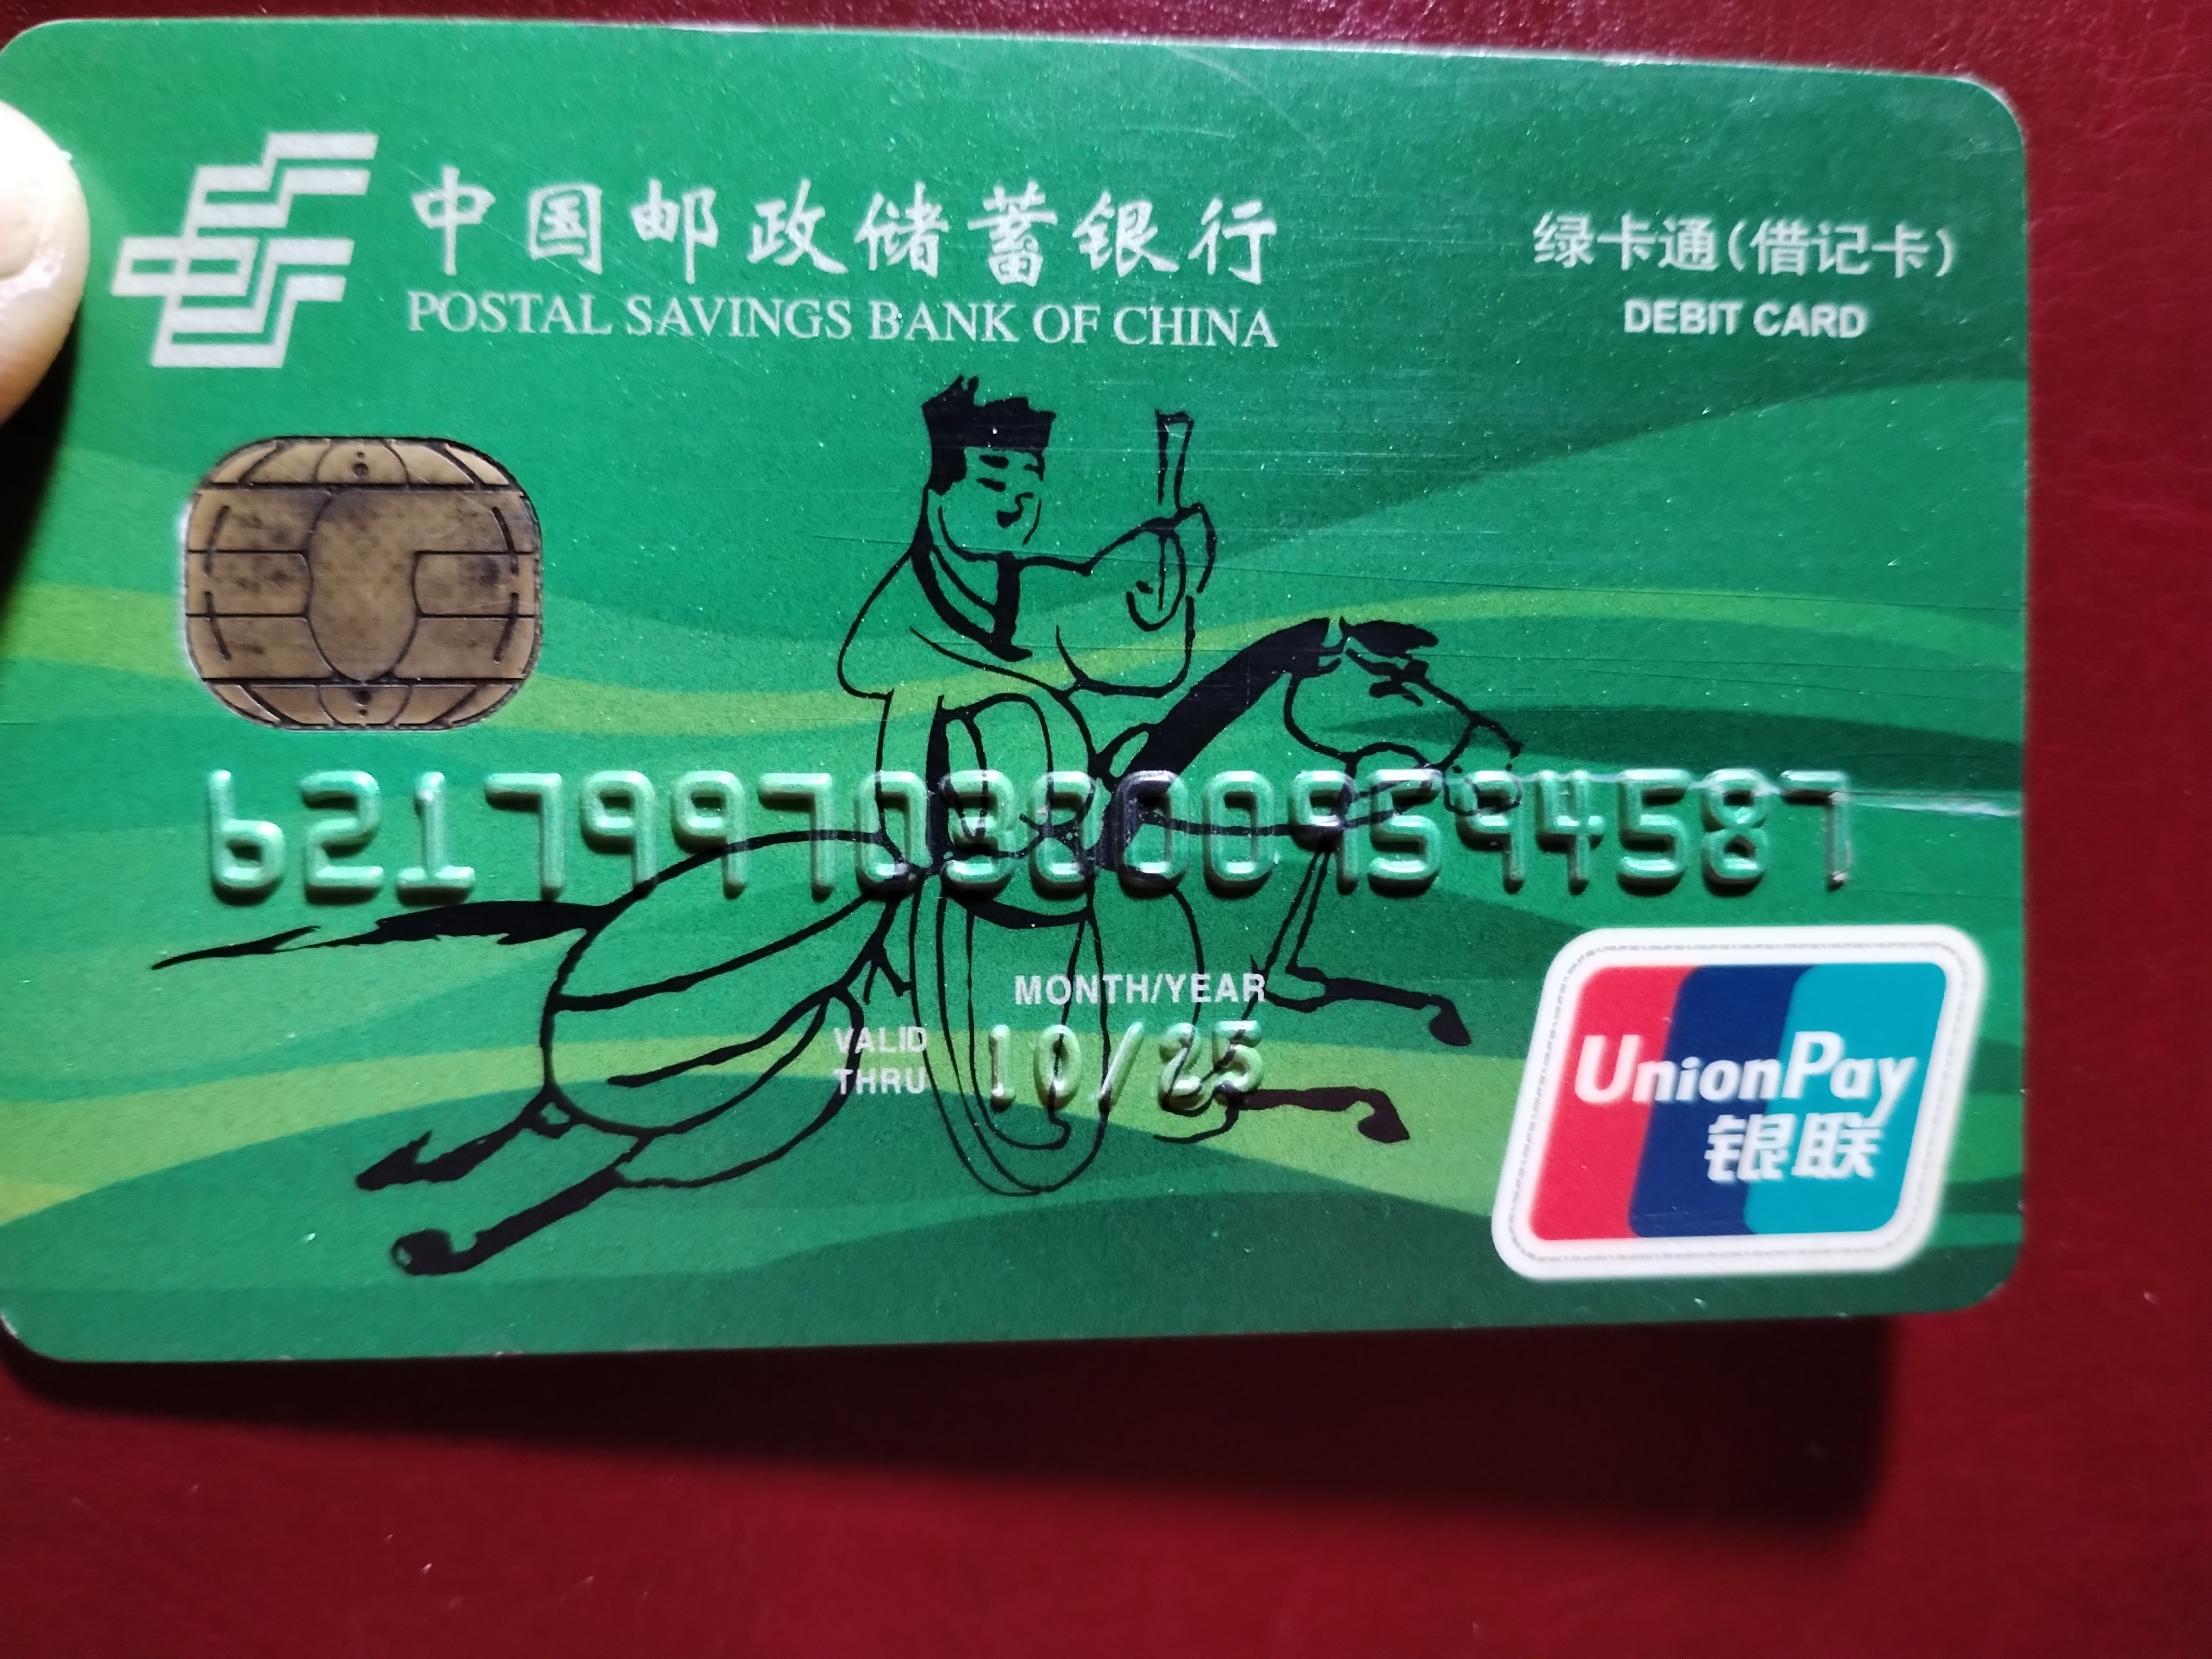 中国邮政储蓄银行
POSTAL SAVINGS BANK OF CHINA
绿卡通(借记卡)
DEBIT CARD
6217997030009594587
MONTH/YEAR
VALID
THRU
10/25
UnionPay
银联